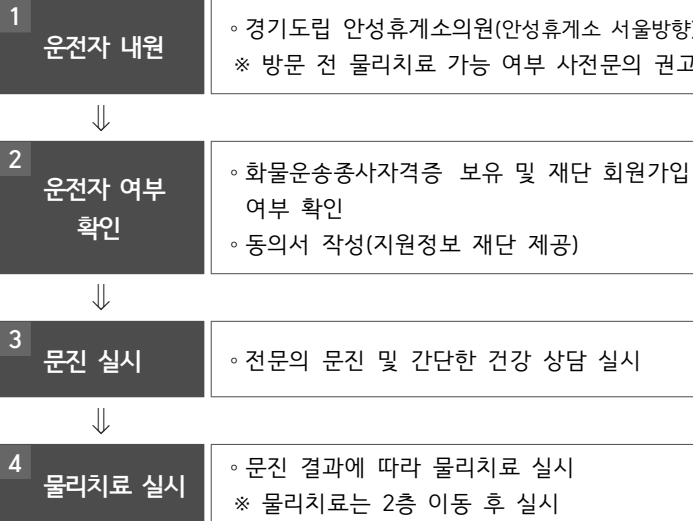 1
운전자 내원
◦경기도립 안성휴게소의원(안성휴게소 서울방향)
※ 방문 전 물리치료 가능 여부 사전문의 권고
⇓
2
운전자 여부
확인
◦화물운송종사자격증 보유 및 재단 회원가입
여부 확인
◦동의서 작성(지원정보 재단 제공)
⇓
3
문진 실시
◦전문의 문진 및 간단한 건강 상담 실시
⇓
4
물리치료 실시
◦문진 결과에 따라 물리치료 실시
※ 물리치료는 2층 이동 후 실시